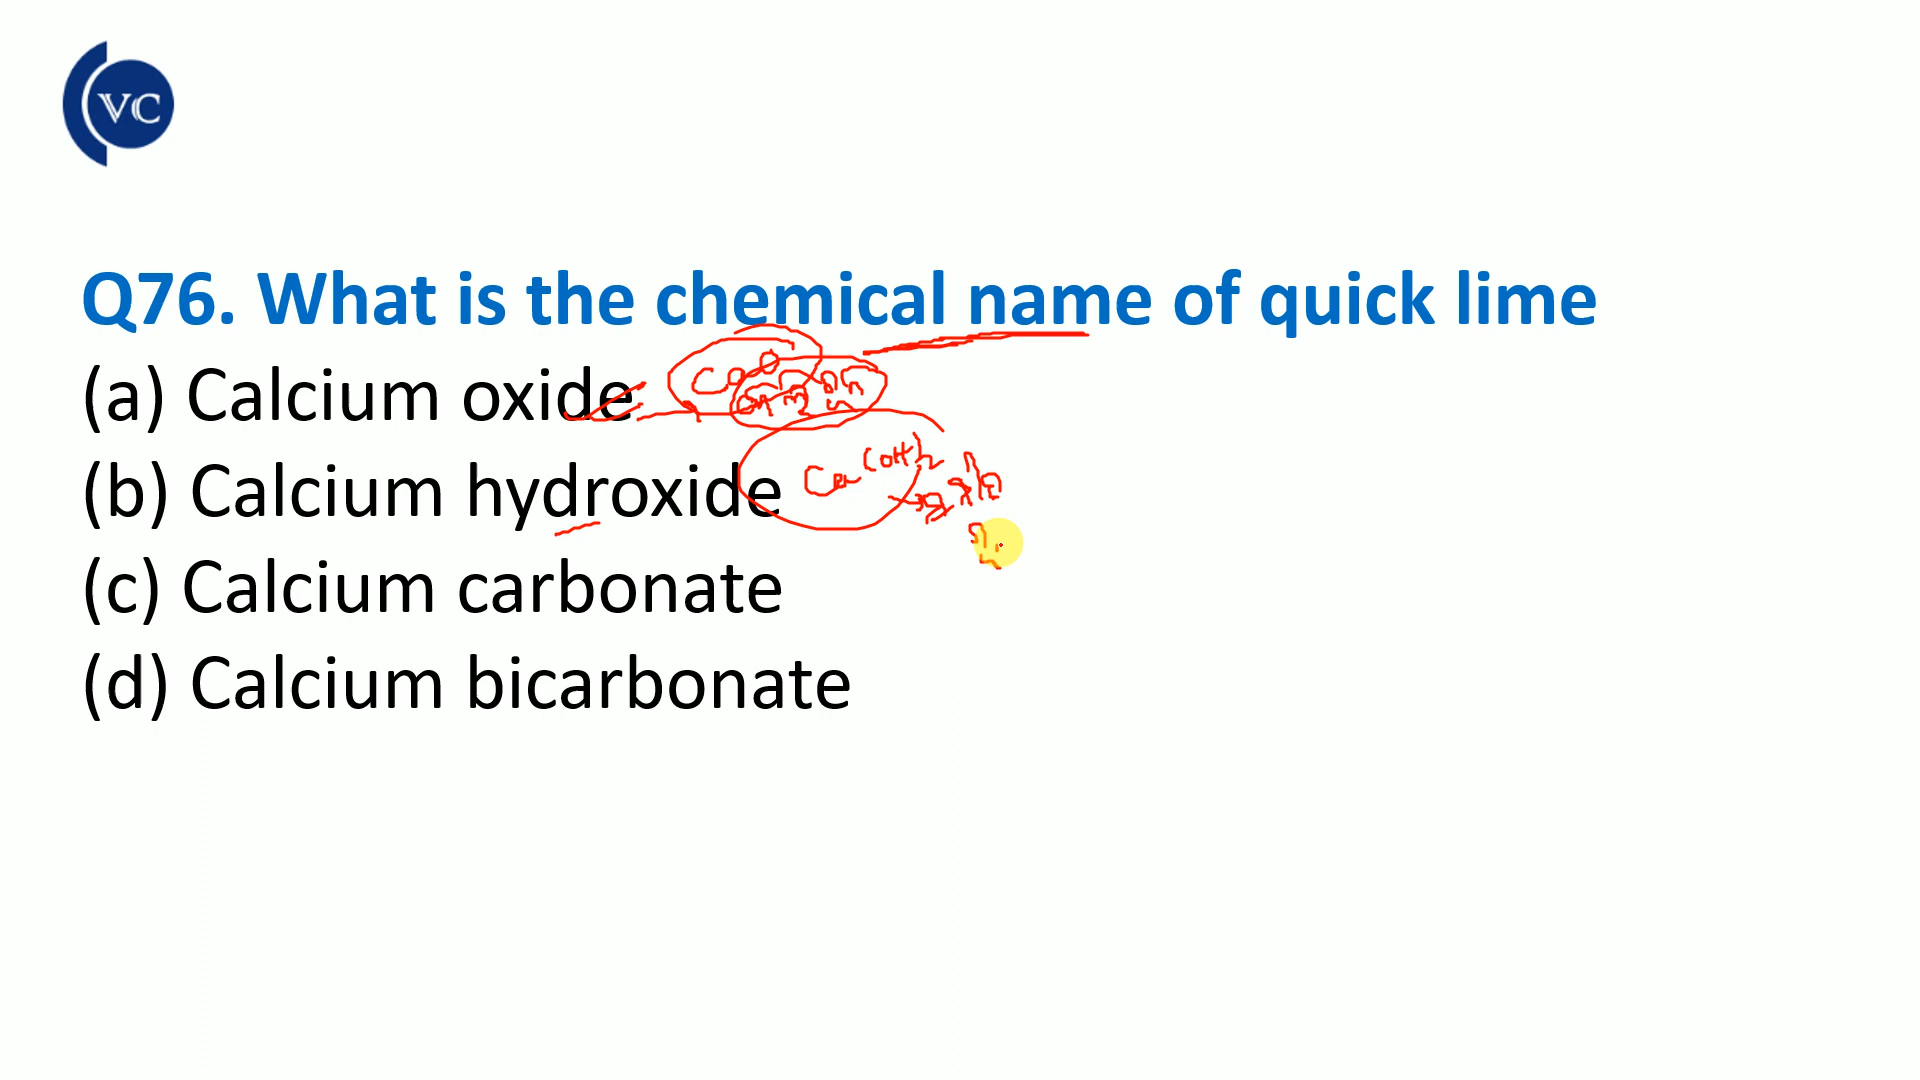 VC
Q76. What is the chemical name of quick lime
(a) Calcium oxide
CaO
(b) Calcium hydroxide
Ca(OH)2
(c) Calcium carbonate
(d) Calcium bicarbonate